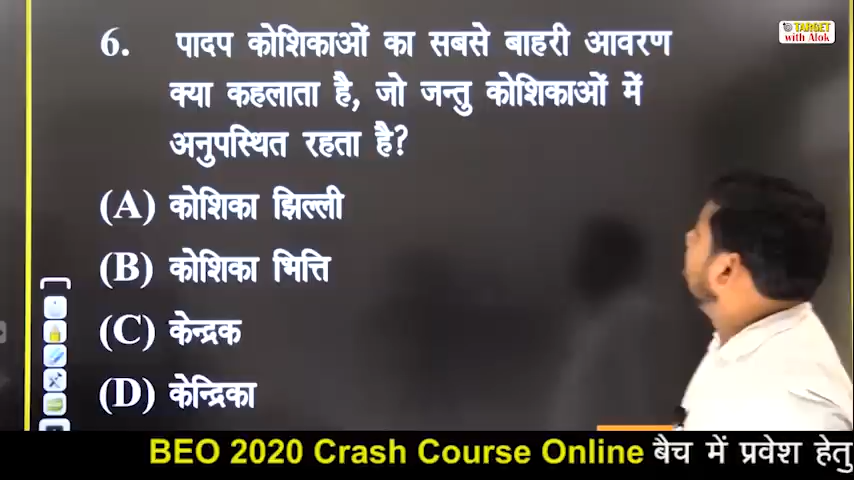 TARGET
with Alok
6. पादप कोशिकाओं का सबसे बाहरी आवरण
क्या कहलाता है, जो जन्तु कोशिकाओं में
अनुपस्थित रहता है?
(A) कोशिका झिल्ली
(B) कोशिका भित्ति
(C) केन्द्रक
(D) केन्द्रिका
BEO 2020 Crash Course Online बैच में प्रवेश हेतु